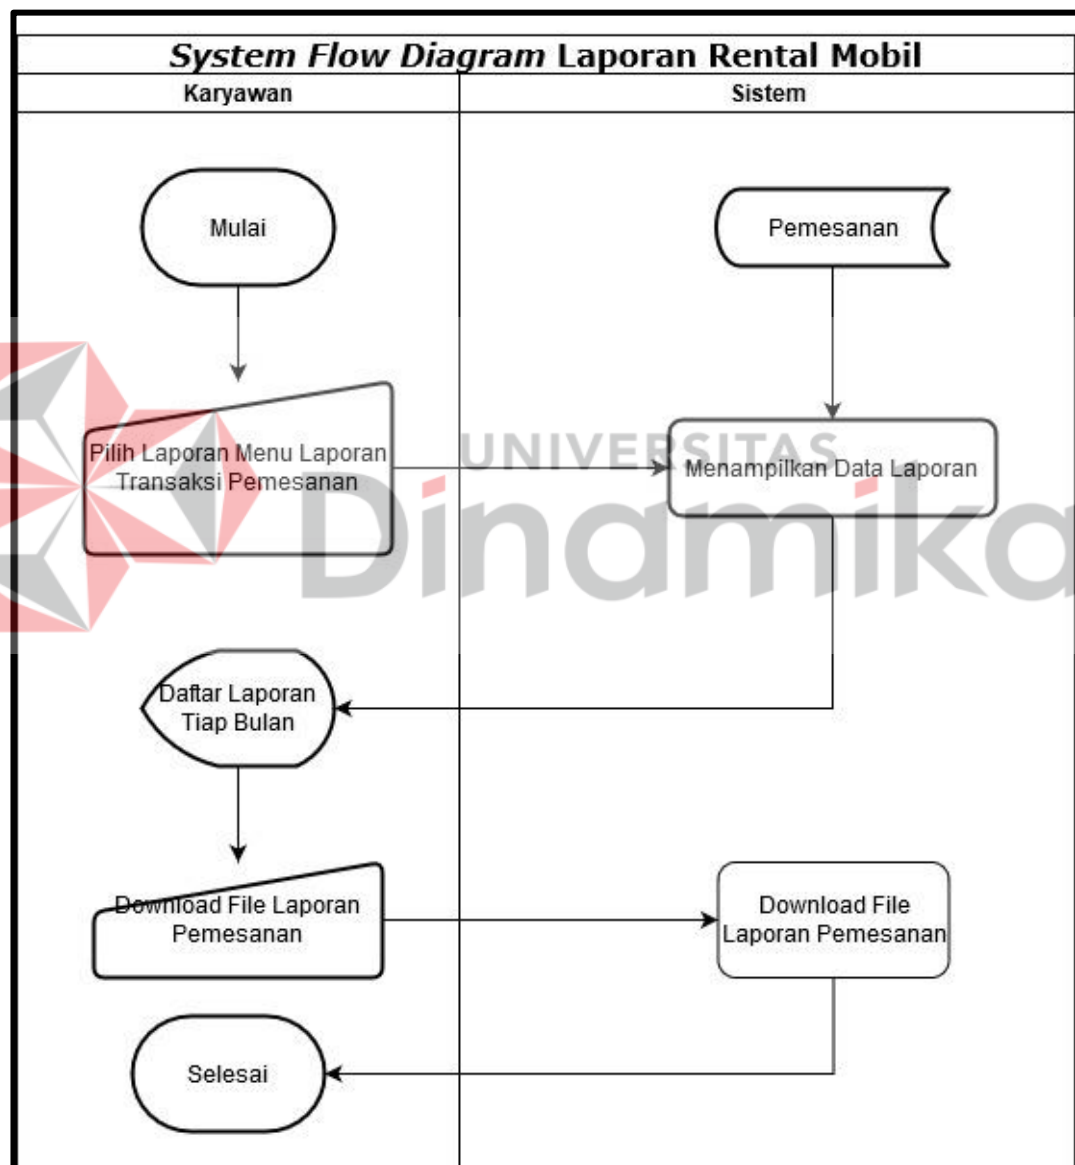 System Flow Diagram Laporan Rental Mobil
Karyawan
Sistem
Mulai
Pemesanan
Pilih Laporan Menu Laporan
Transaksi Pemesanan
UNIVERSITAS
Dinamika
Menampilkan Data Laporan
Daftar Laporan
Tiap Bulan
Download File Laporan
Pemesanan
Download File
Laporan Pemesanan
Selesai